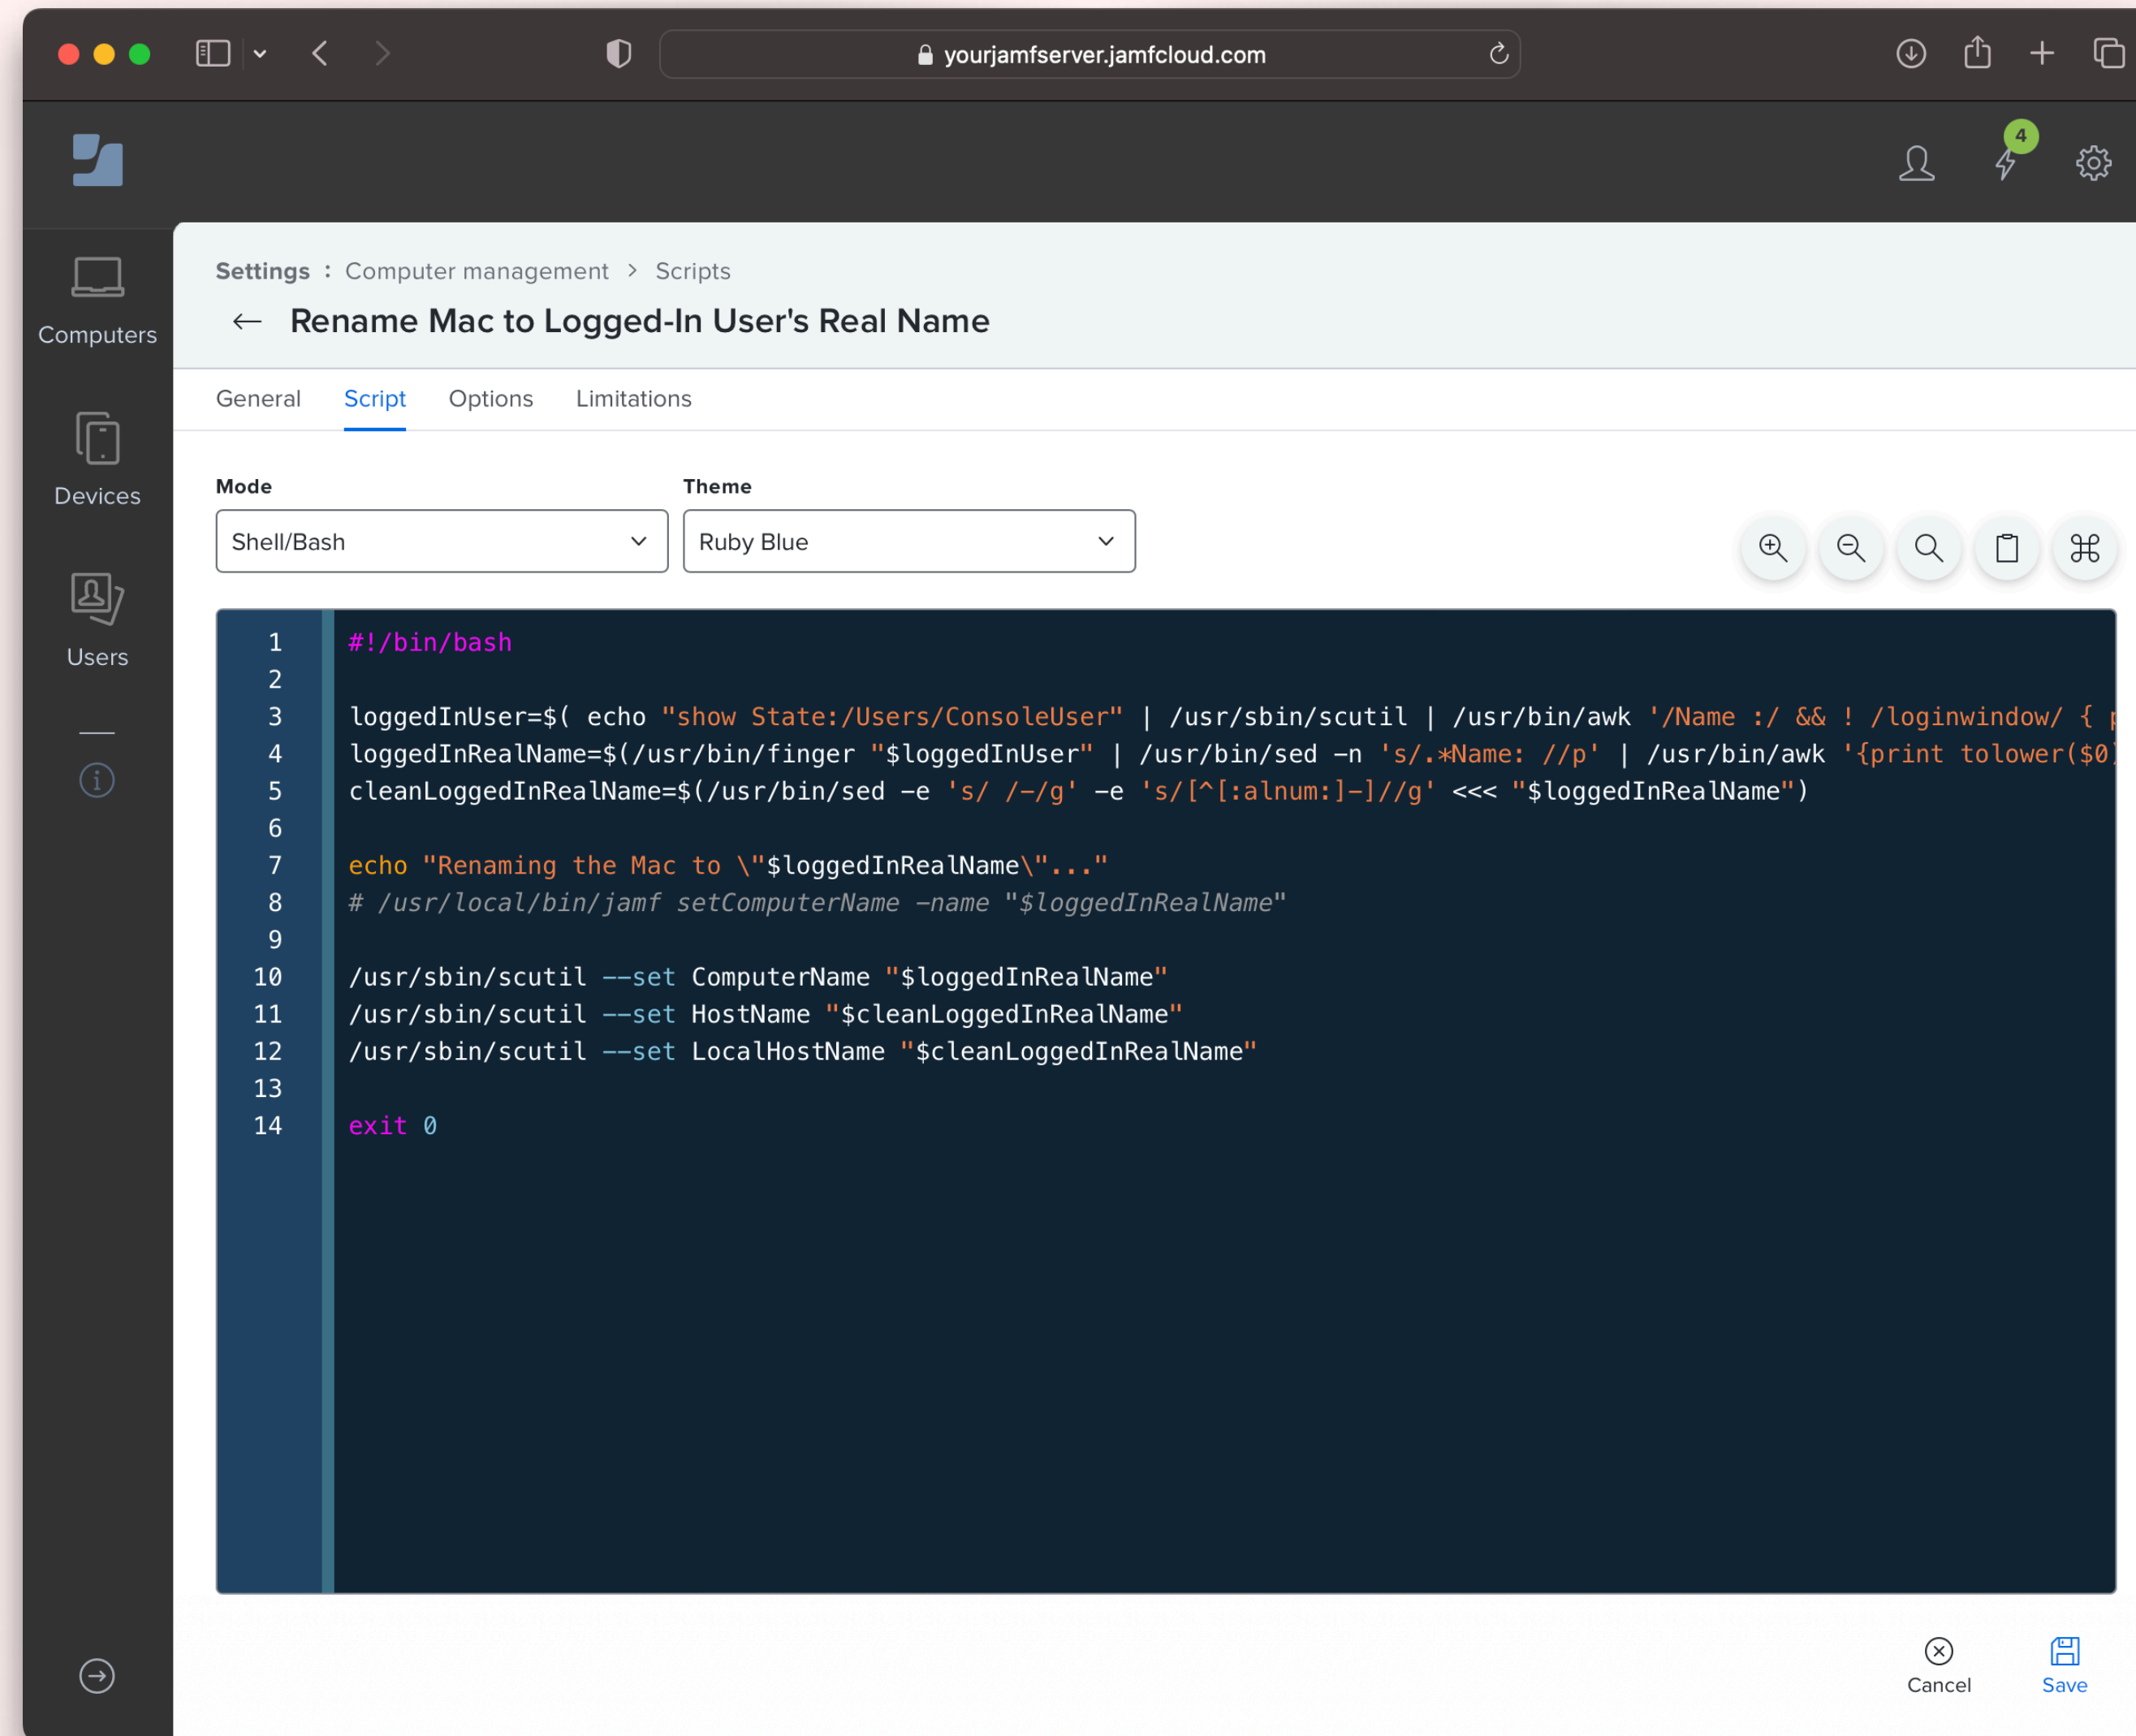 yourjamfserver.jamfcloud.com
4
Settings : Computer management > Scripts
← Rename Mac to Logged-In User's Real Name
Computers
Devices
Users
General Script Options Limitations
Mode Theme
Shell/Bash Ruby Blue
1 #!/bin/bash
2
3 loggedInUser=$( echo "show State:/Users/ConsoleUser" | /usr/sbin/scutil | /usr/bin/awk '/Name :/ && ! /loginwindow/ {
4 loggedInRealName=$(/usr/bin/finger "$loggedInUser" | /usr/bin/sed -n 's/.*Name: //p' | /usr/bin/awk '{print tolower($0)
5 cleanLoggedInRealName=$(/usr/bin/sed -e 's/ /-/g' -e 's/[^[:alnum:]-]//g' <<< "$loggedInRealName")
6
7 echo "Renaming the Mac to \"$loggedInRealName\"..."
8 # /usr/local/bin/jamf setComputerName -name "$loggedInRealName"
9
10 /usr/sbin/scutil --set ComputerName "$loggedInRealName"
11 /usr/sbin/scutil --set HostName "$cleanLoggedInRealName"
12 /usr/sbin/scutil --set LocalHostName "$cleanLoggedInRealName"
13
14 exit 0
Cancel Save